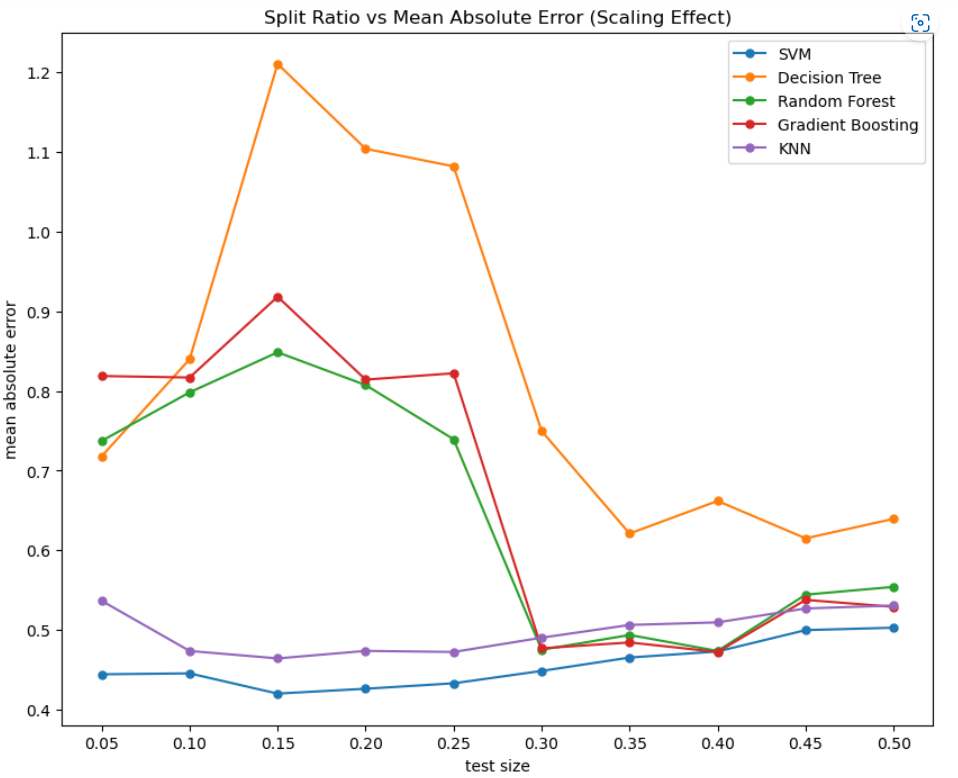 Split Ratio vs Mean Absolute Error (Scaling Effect)
SVM
Decision Tree
Random Forest
Gradient Boosting
KNN
mean absolute error
1.2
1.1
1.0
0.9
0.8
0.7
0.6
0.5
0.4
0.05 0.10 0.15 0.20 0.25 0.30 0.35 0.40 0.45 0.50
test size